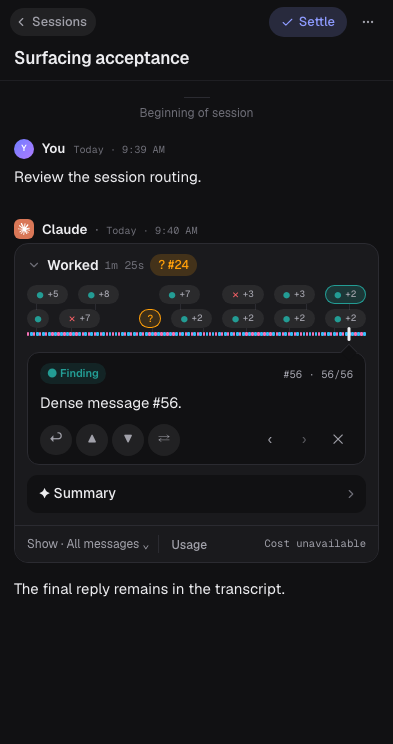 Sessions
Settle
Surfacing acceptance
Beginning of session
Y You Today · 9:39 AM
Review the session routing.
Claude · Today · 9:40 AM
Worked 1m 25s ? #24
+5 +8 +7 × +3 +3 +2
× +7 ? +2 +2 +2 +2
Finding #56 · 56/56
Dense message #56.
Summary
Show · All messages Usage Cost unavailable
The final reply remains in the transcript.